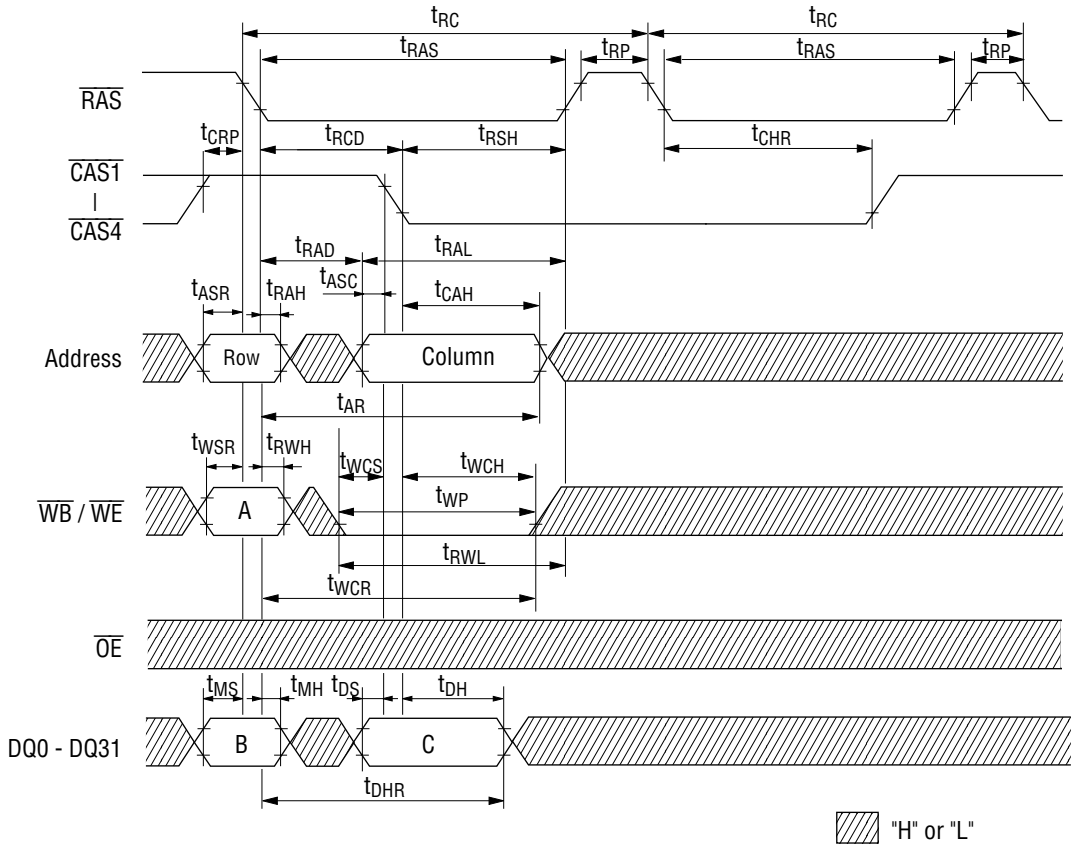 tRC tRC
tRAS tRP tRAS tRP
RAS
tCRP tRCD tRSH tCHR
CAS1
|
CAS4
tRAD tRAL
tASR tRAH tASC tCAH
Address Row Column
tAR
tWSR tRWH tWCS tWCH
WB / WE A tWP
tRWL
tWCR
OE
tMS tMH tDS tDH
DQ0 - DQ31 B C
tDHR
"H" or "L"